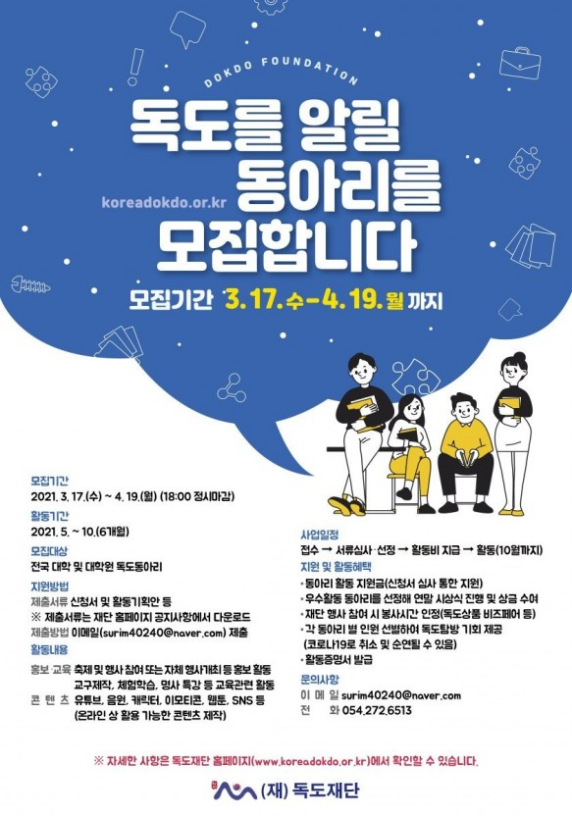 DOKDO FOUNDATION
독도를 알릴
동아리를
koreadokdo.or.kr
모집합니다
모집기간 3.17.수-4.19.월 까지
모집기간
2021. 3. 17.(수) ~ 4. 19.(월) (18:00 정시마감)
활동기간
2021. 5. ~ 10.(6개월)
모집대상
전국 대학 및 대학원 독도동아리
지원방법
제출서류 신청서 및 활동기획안 등
※ 제출서류는 재단 홈페이지 공지사항에서 다운로드
제출방법 이메일(surim40240@naver.com) 제출
활동내용
홍보·교육 축제 및 행사 참여 또는 자체 행사개최 등 홍보 활동
교구제작, 체험학습, 명사 특강 등 교육관련 활동
콘 텐 츠 유튜브, 음원, 캐릭터, 이모티콘, 웹툰, SNS 등
(온라인 상 활용 가능한 콘텐츠 제작)
사업일정
접수 → 서류심사·선정 → 활동비 지급 → 활동(10월까지)
지원 및 활동혜택
·동아리 활동 지원금(신청서 심사 통한 지원)
·우수활동 동아리를 선정해 연말 시상식 진행 및 상금 수여
·재단 행사 참여 시 봉사시간 인정(독도상품 비즈페어 등)
·각 동아리 별 인원 선별하여 독도탐방 기회 제공
(코로나19로 취소 및 순연될 수 있음)
·활동증명서 발급
문의사항
이 메 일 surim40240@naver.com
전 화 054.272.6513
※ 자세한 사항은 독도재단 홈페이지(www.koreadokdo.or.kr)에서 확인할 수 있습니다.
(재) 독도재단